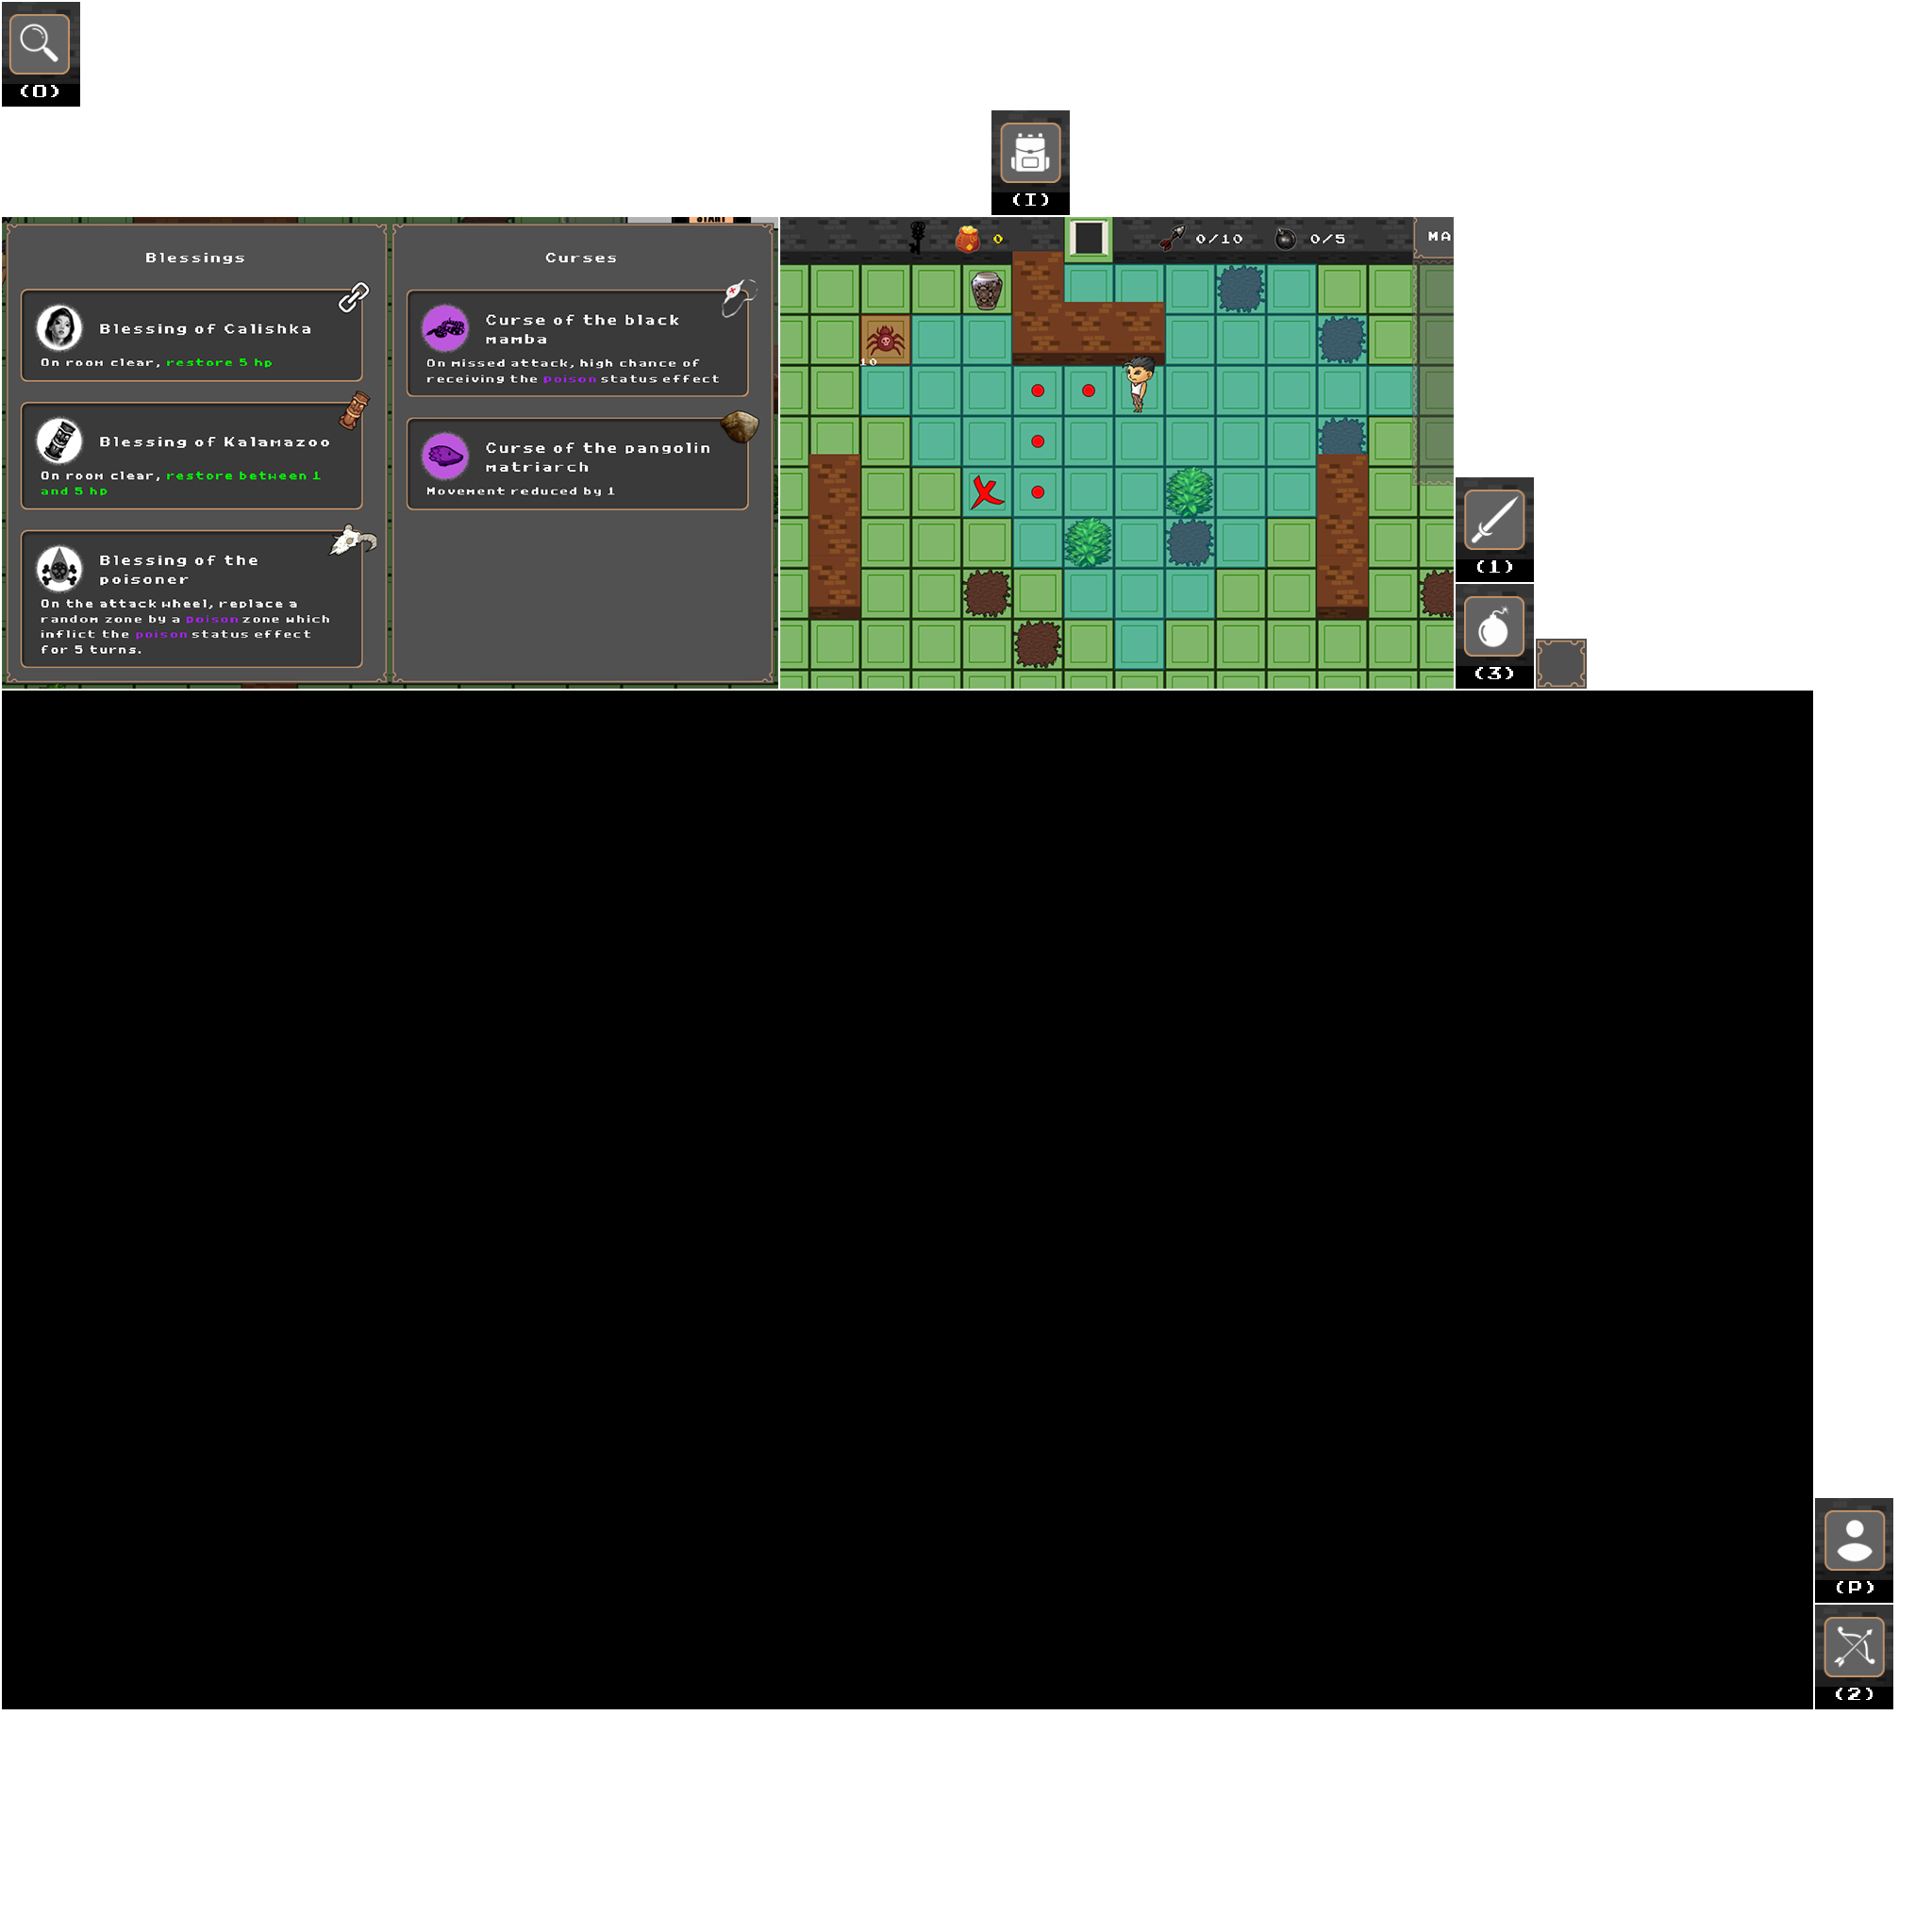 (O)
(I)
START
Blessings
Blessing of Calishka
On room clear, restore 5 hp
Blessing of Kalamazoo
On room clear, restore between 1
and 5 hp
Blessing of the
poisoner
On the attack wheel, replace a
random zone by a poison zone which
inflict the poison status effect
for 5 turns.
Curses
Curse of the black
mamba
On missed attack, high chance of
receiving the poison status effect
Curse of the pangolin
matriarch
Movement reduced by 1
0
0/10
0/5
MA
10
(1)
(3)
(P)
(2)